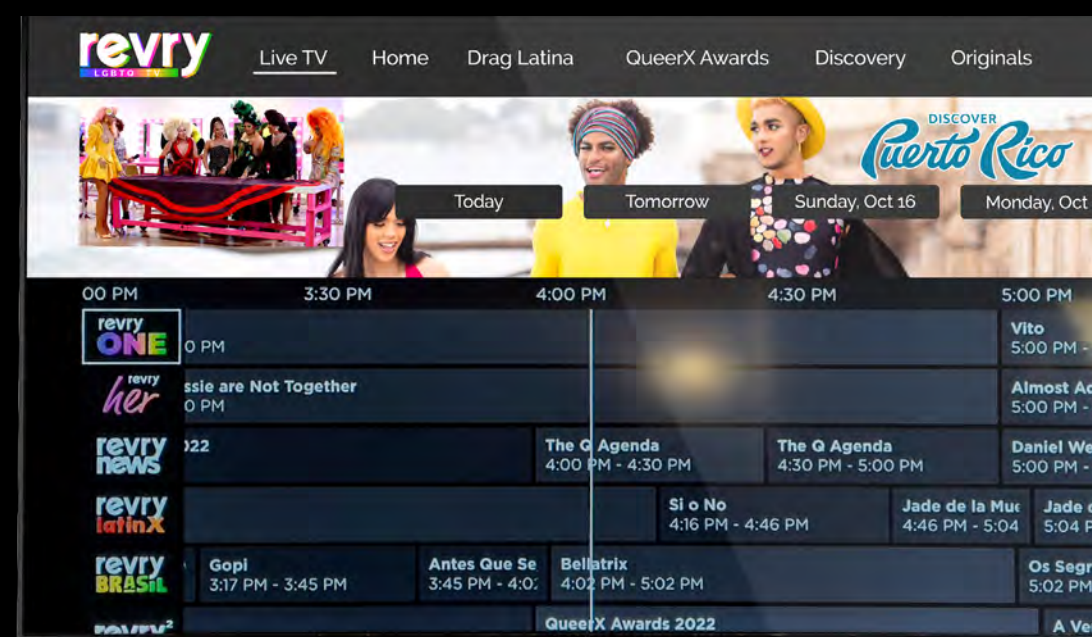 revry
LGBTQ TV
Live TV Home Drag Latina QueerX Awards Discovery Originals
DISCOVER
Puerto Rico
Today Tomorrow Sunday, Oct 16 Monday, Oct
00 PM 3:30 PM 4:00 PM 4:30 PM 5:00 PM
revry
ONE
0 PM
Vito
5:00 PM -
revry
her
ssie are Not Together
0 PM
Almost Ad
5:00 PM -
revry
news
022
The Q Agenda
4:00 PM - 4:30 PM
The Q Agenda
4:30 PM - 5:00 PM
Daniel We
5:00 PM -
revry
latinX
Si o No
4:16 PM - 4:46 PM
Jade de la Mue
4:46 PM - 5:04
Jade
5:04 P
revry
BRASIL
Gopi
3:17 PM - 3:45 PM
Antes Que Se
3:45 PM - 4:02
Bellatrix
4:02 PM - 5:02 PM
Os Segr
5:02 PM
revry²
QueerX Awards 2022
A Ve